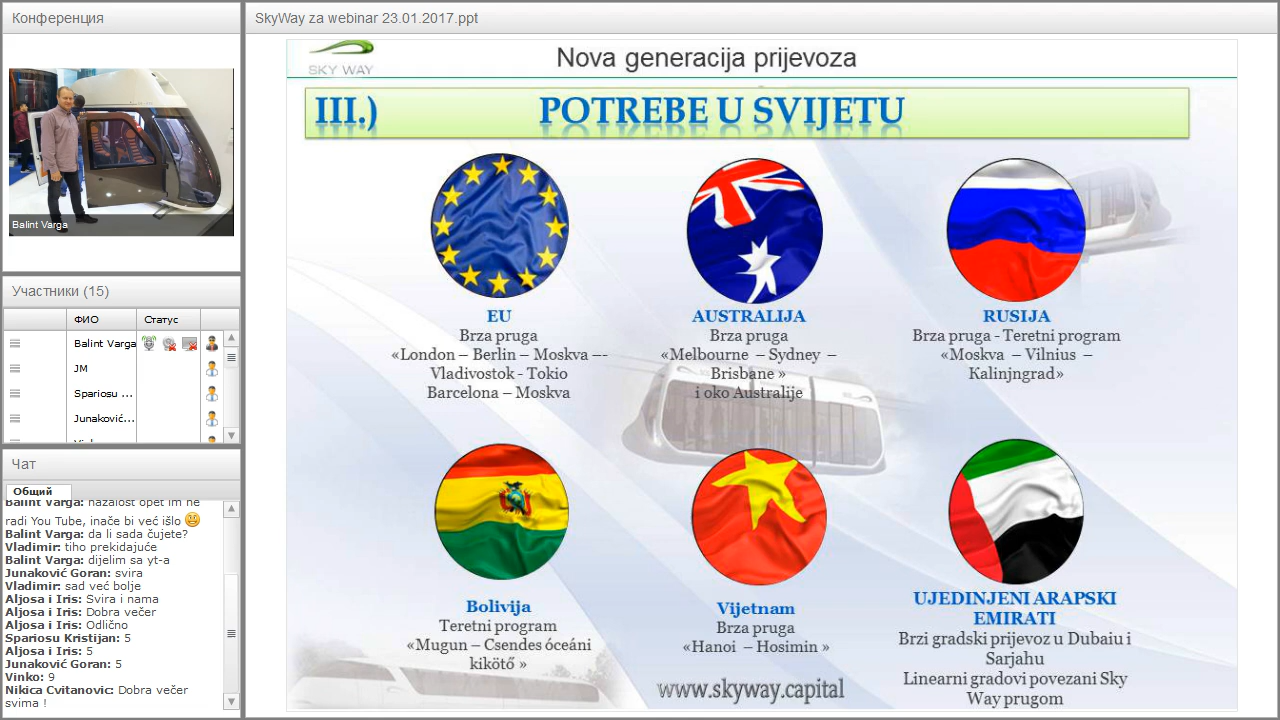 Конференция
Balint Varga
Участники (15)
ФИО
Статус
Balint Varga
JM
Spariosu ...
Junaković...
Чат
Общий
Balint Varga: nažalost opet im ne
radi You Tube, inače bi već išlo
Balint Varga: da li sada čujete?
Vladimir: tiho prekidajuće
Balint Varga: dijelim sa yt-a
Junaković Goran: svira
Vladimir: sad već bolje
Aljosa i Iris: Svira i nama
Aljosa i Iris: Dobra večer
Aljosa i Iris: Odlično
Spariosu Kristijan: 5
Aljosa i Iris: 5
Junaković Goran: 5
Vinko: 9
Nikica Cvitanovic: Dobra večer
svima !
SkyWay za webinar 23.01.2017.ppt
SKY WAY
Nova generacija prijevoza
III.) POTREBE U SVIJETU
EU
Brza pruga
«London – Berlin – Moskva –-
Vladivostok - Tokio
Barcelona – Moskva
AUSTRALIJA
Brza pruga
«Melbourne – Sydney –
Brisbane »
i oko Australije
RUSIJA
Brza pruga - Teretni program
«Moskva – Vilnius –
Kalinjngrad»
Bolivija
Teretni program
«Mugun – Csendes óceáni
kikötő »
Vijetnam
Brza pruga
«Hanoi – Hosimin »
UJEDINJENI ARAPSKI
EMIRATI
Brzi gradski prijevoz u Dubaiu i
Sarjahu
Linearni gradovi povezani Sky
Way prugom
www.skyway.capital